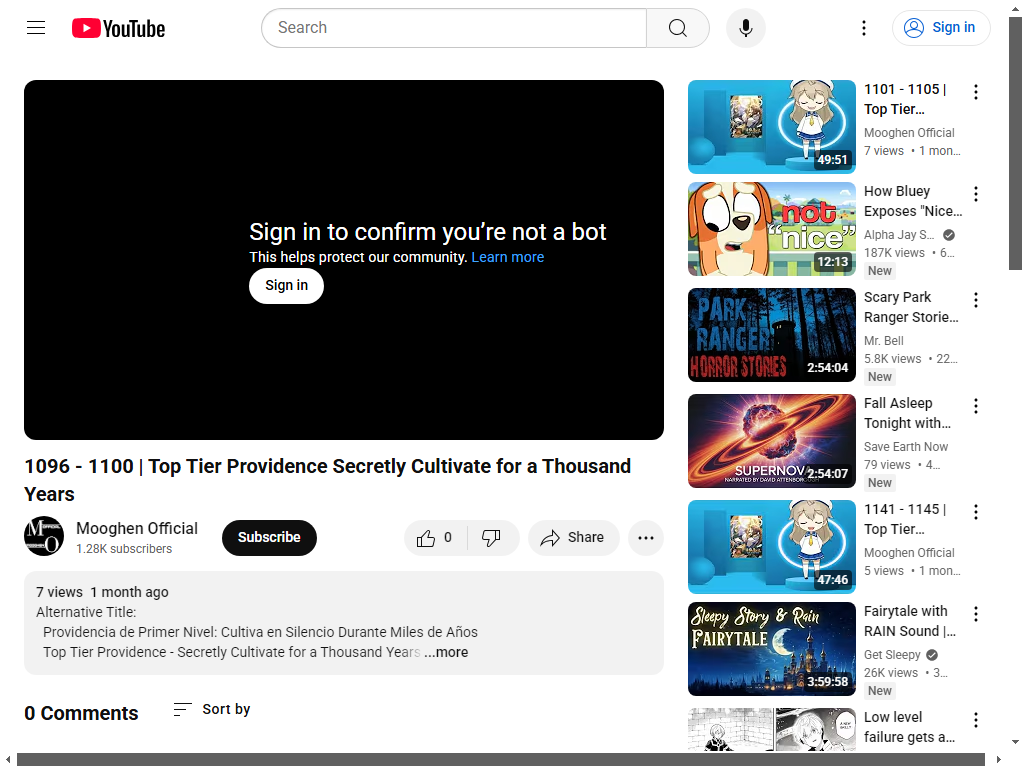 YouTube
Search
Sign in
Sign in to confirm you’re not a bot
This helps protect our community. Learn more
Sign in
1096 - 1100 | Top Tier Providence Secretly Cultivate for a Thousand
Years
Mooghen Official
1.28K subscribers
Subscribe
0
Share
7 views 1 month ago
Alternative Title:
Providencia de Primer Nivel: Cultiva en Silencio Durante Miles de Años
Top Tier Providence - Secretly Cultivate for a Thousand Years ...more
0 Comments
Sort by
49:51
1101 - 1105 |
Top Tier…
Mooghen Official
7 views • 1 mon…
not
“nice”
12:13
How Bluey
Exposes "Nice…
Alpha Jay S…
187K views • 6…
New
PARK
RANGER
HORROR STORIES
2:54:04
Scary Park
Ranger Storie…
Mr. Bell
5.8K views • 22…
New
SUPERNOVA
NARRATED BY DAVID ATTENBOROUGH
2:54:07
Fall Asleep
Tonight with…
Save Earth Now
79 views • 4…
New
47:46
1141 - 1145 |
Top Tier…
Mooghen Official
5 views • 1 mon…
Sleepy Story & Rain
FAIRYTALE
3:59:58
Fairytale with
RAIN Sound |…
Get Sleepy
26K views • 3…
New
Low level
failure gets a…